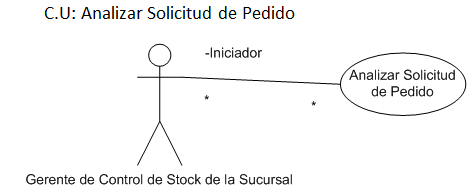 C.U: Analizar Solicitud de Pedido
-Iniciador
Analizar Solicitud
de Pedido
*
*
Gerente de Control de Stock de la Sucursal